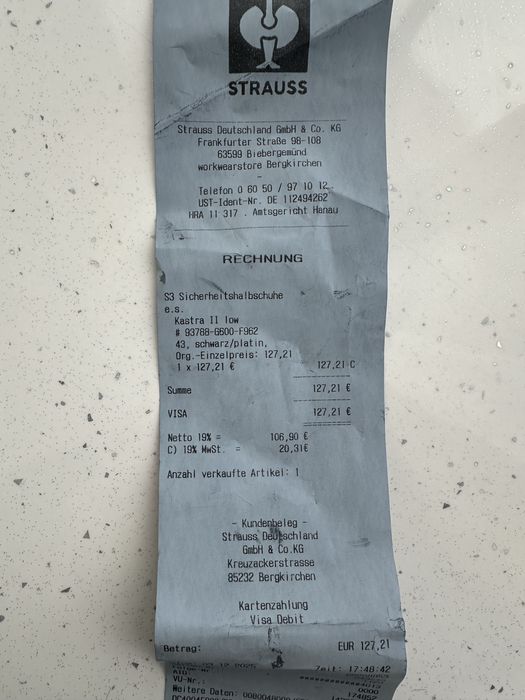 STRAUSS
Strauss Deutschland GmbH & Co. KG
Frankfurter Straße 98-108
63599 Biebergemünd
workwearstore Bergkirchen
-
Telefon 0 60 50 / 97 10 12
UST-Ident-Nr. DE 112494262
HRA 11 317 . Amtsgericht Hanau
RECHNUNG
S3 Sicherheitshalbschuhe
e.s.
Kastra II low
# 93788-6600-F962
43, schwarz/platin,
Org.-Einzelpreis: 127,21
1 x 127,21 € 127,21 C
Summe 127,21 €
VISA 127,21 €
Netto 19% = 106,90 €
C) 19% MwSt. = 20,31€
Anzahl verkaufte Artikel: 1
- Kundenbeleg -
Strauss Deutschland
GmbH & Co.KG
Kreuzackerstrasse
85232 Bergkirchen
Kartenzahlung
Visa Debit
Betrag: EUR 127,21
Zeit: 17:48:42
VU-Nr.:
0000
Weitere Daten: